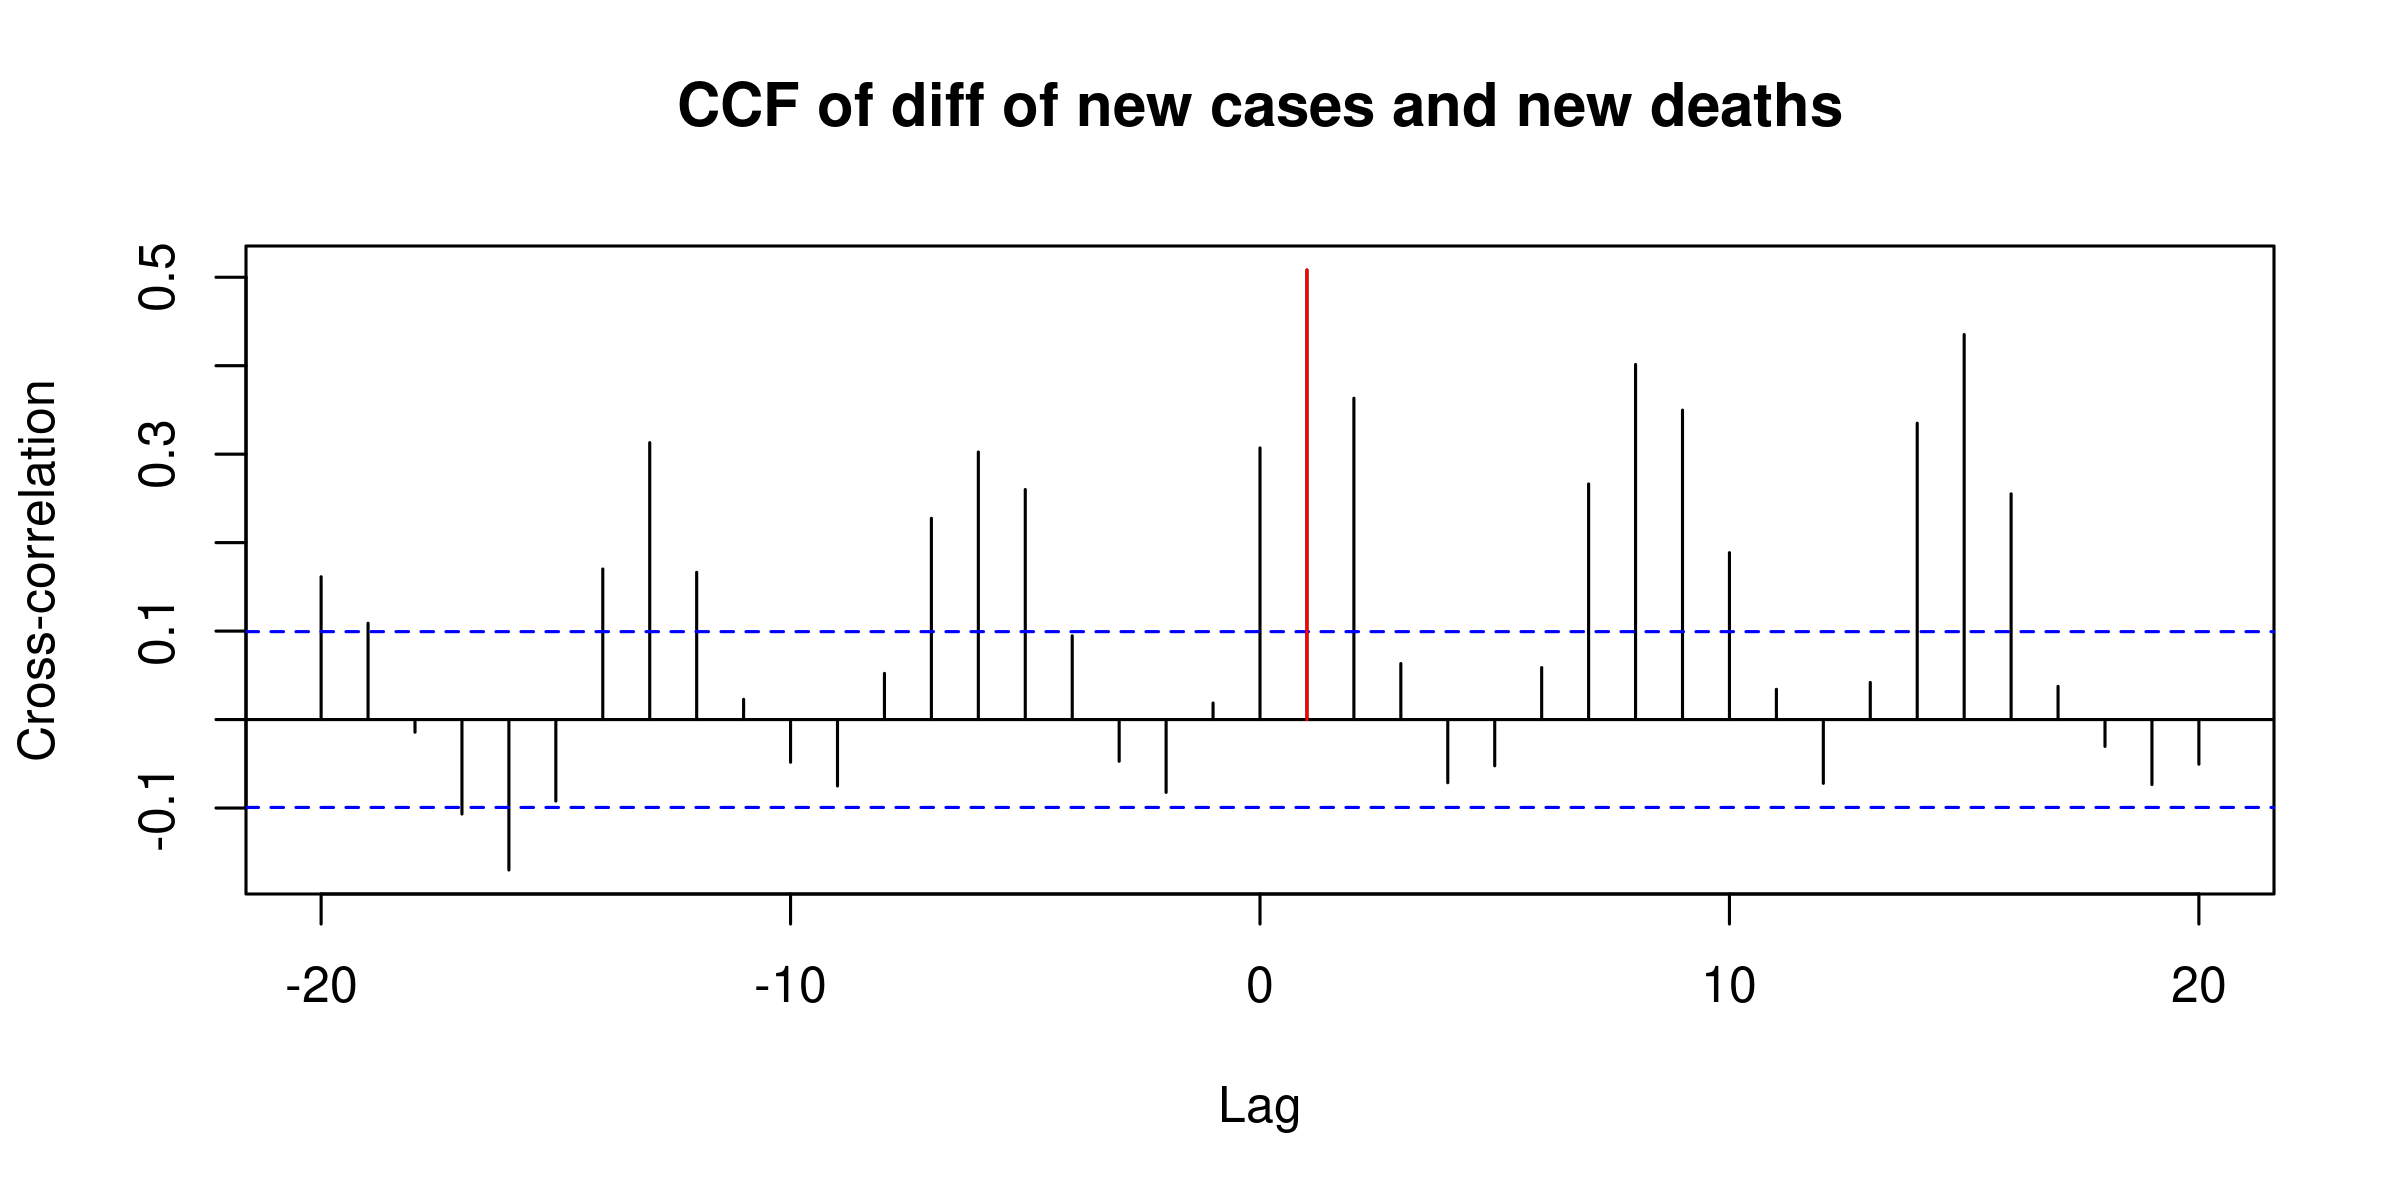 CCF of diff of new cases and new deaths
Cross-correlation
0.5
0.3
0.1
-0.1
-20 -10 0 10 20
Lag